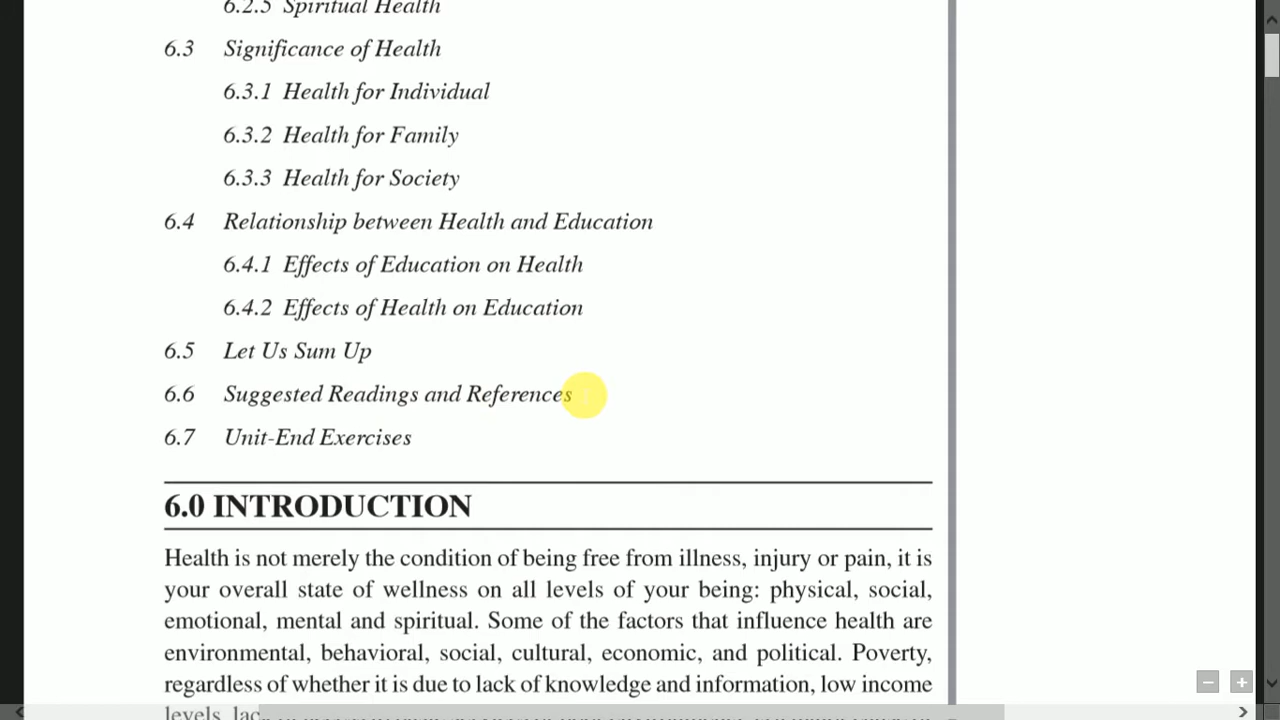 6.2.5 Spiritual Health
6.3 Significance of Health
6.3.1 Health for Individual
6.3.2 Health for Family
6.3.3 Health for Society
6.4 Relationship between Health and Education
6.4.1 Effects of Education on Health
6.4.2 Effects of Health on Education
6.5 Let Us Sum Up
6.6 Suggested Readings and References
6.7 Unit-End Exercises
6.0 INTRODUCTION
Health is not merely the condition of being free from illness, injury or pain, it is
your overall state of wellness on all levels of your being: physical, social,
emotional, mental and spiritual. Some of the factors that influence health are
environmental, behavioral, social, cultural, economic, and political. Poverty,
regardless of whether it is due to lack of knowledge and information, low income
levels